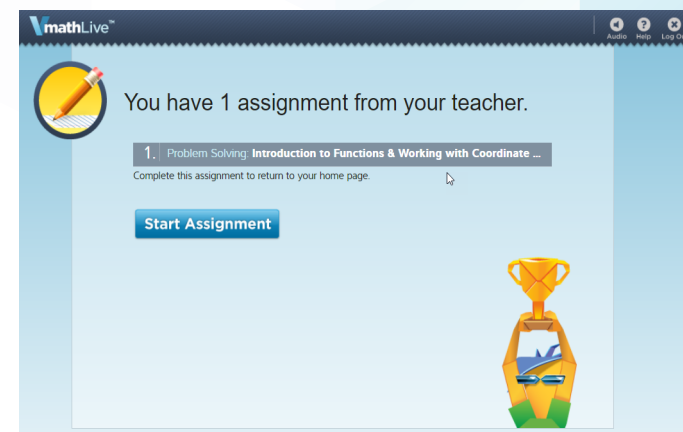 VmathLive™
Audio Help Log Ou
You have 1 assignment from your teacher.
1. Problem Solving: Introduction to Functions & Working with Coordinate ...
Complete this assignment to return to your home page.
Start Assignment